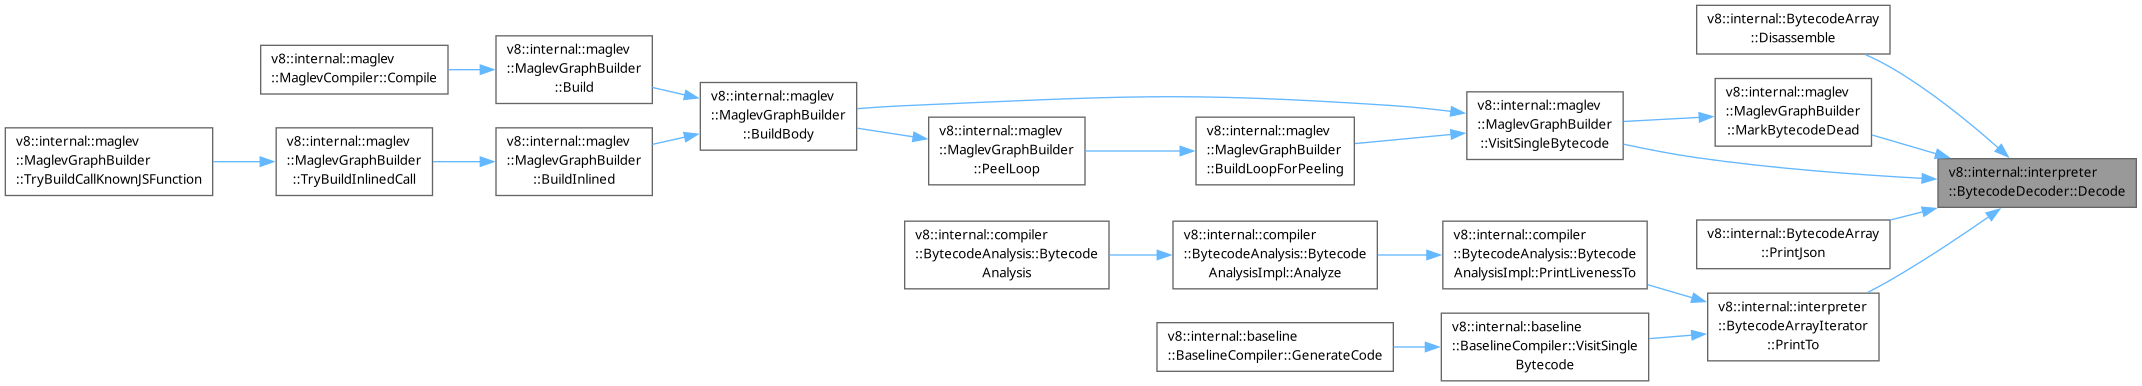 v8::internal::BytecodeArray
::Disassemble
v8::internal::maglev
::MaglevCompiler::Compile
v8::internal::maglev
::MaglevGraphBuilder
::Build
v8::internal::maglev
::MaglevGraphBuilder
::BuildBody
v8::internal::maglev
::MaglevGraphBuilder
::VisitSingleBytecode
v8::internal::maglev
::MaglevGraphBuilder
::MarkBytecodeDead
v8::internal::maglev
::MaglevGraphBuilder
::TryBuildCallKnownJSFunction
v8::internal::maglev
::MaglevGraphBuilder
::TryBuildInlinedCall
v8::internal::maglev
::MaglevGraphBuilder
::BuildInlined
v8::internal::maglev
::MaglevGraphBuilder
::PeelLoop
v8::internal::maglev
::MaglevGraphBuilder
::BuildLoopForPeeling
v8::internal::interpreter
::BytecodeDecoder::Decode
v8::internal::compiler
::BytecodeAnalysis::Bytecode
Analysis
v8::internal::compiler
::BytecodeAnalysis::Bytecode
AnalysisImpl::Analyze
v8::internal::compiler
::BytecodeAnalysis::Bytecode
AnalysisImpl::PrintLivenessTo
v8::internal::BytecodeArray
::PrintJson
v8::internal::interpreter
::BytecodeArrayIterator
::PrintTo
v8::internal::baseline
::BaselineCompiler::GenerateCode
v8::internal::baseline
::BaselineCompiler::VisitSingle
Bytecode